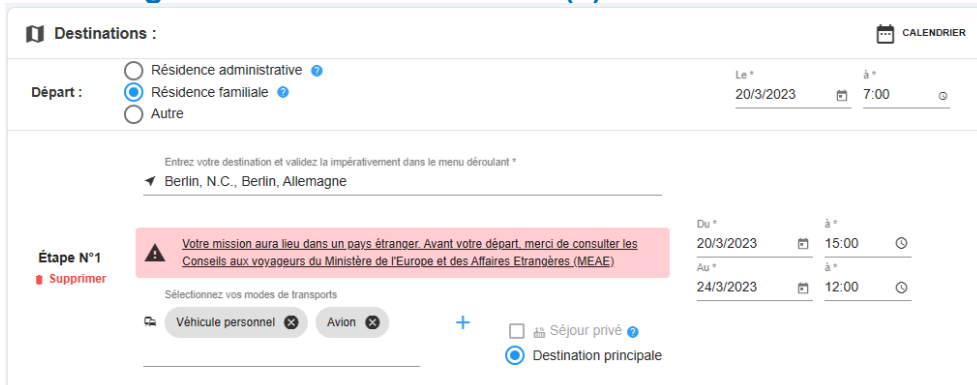 Destinations :
CALENDRIER
Résidence administrative
Départ :
Résidence familiale
Autre
Le *
à *
20/3/2023
7:00
Entrez votre destination et validez la impérativement dans le menu déroulant *
Berlin, N.C., Berlin, Allemagne
Étape N°1
Supprimer
Votre mission aura lieu dans un pays étranger. Avant votre départ, merci de consulter les
Conseils aux voyageurs du Ministère de l'Europe et des Affaires Etrangères (MEAE)
Du *
à *
20/3/2023
15:00
Au *
à *
24/3/2023
12:00
Sélectionnez vos modes de transports
Véhicule personnel
Avion
Séjour privé
Destination principale